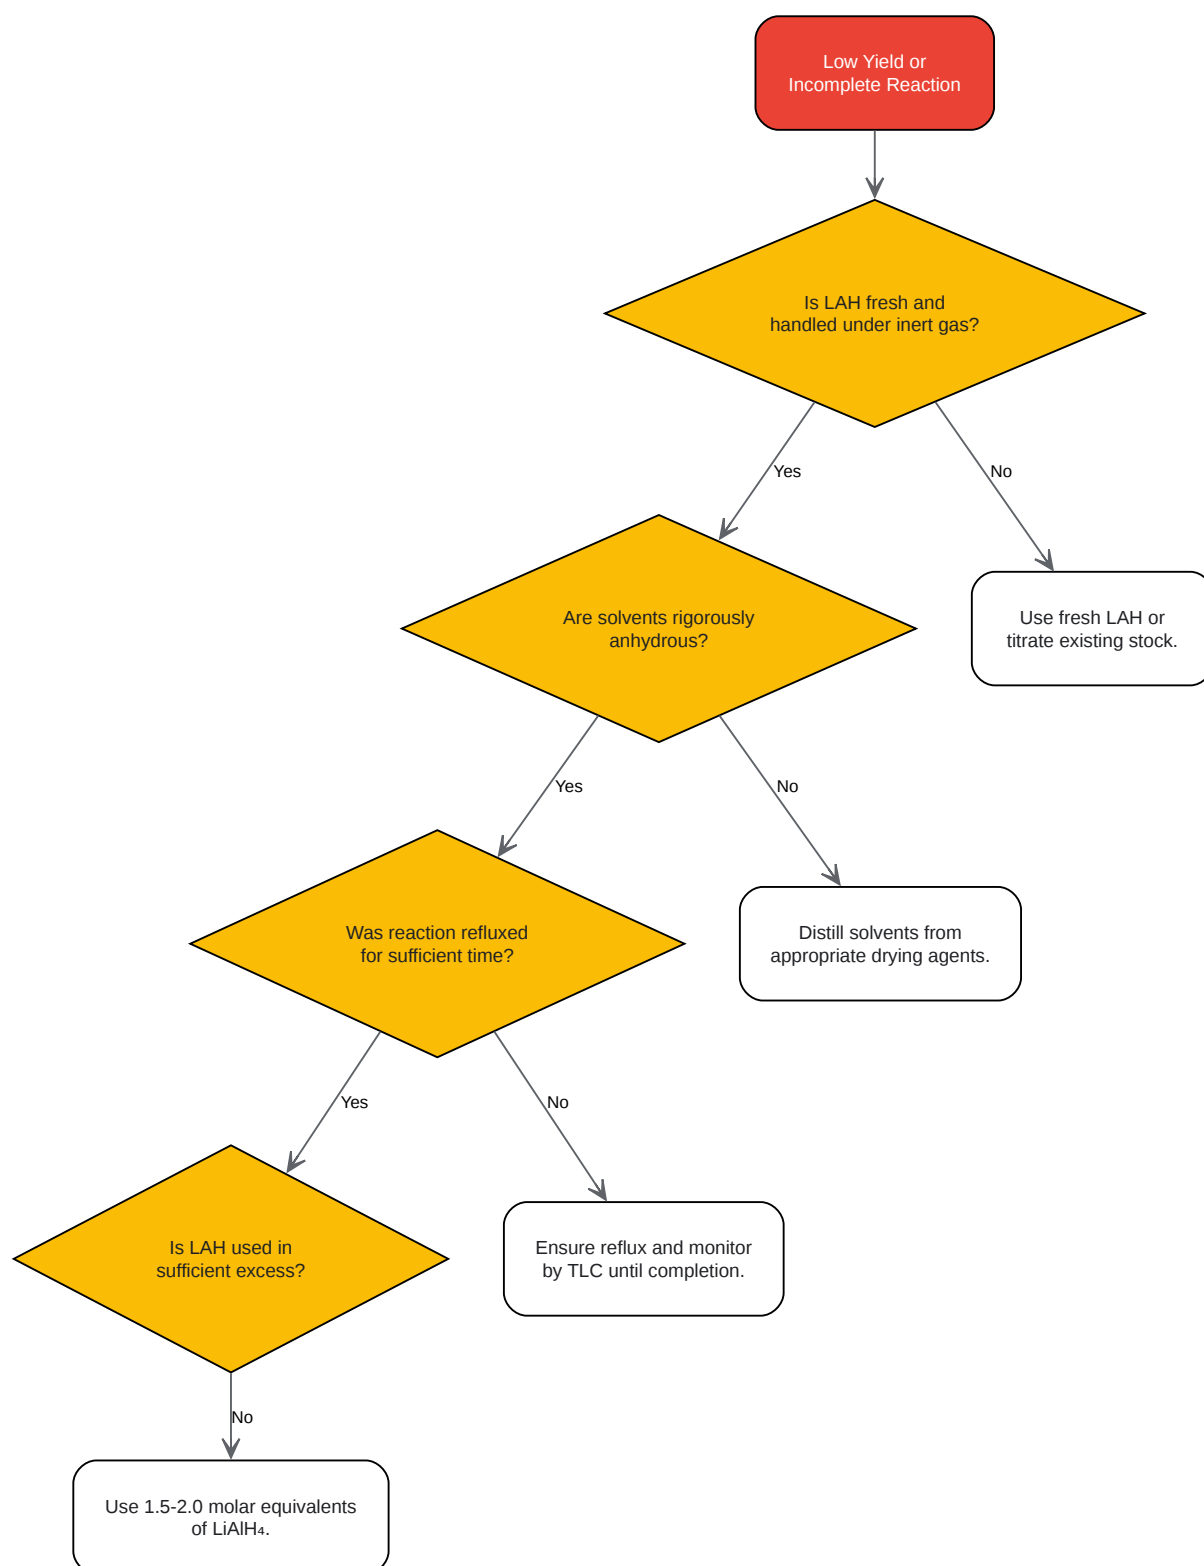 Low Yield or
Incomplete Reaction
Is LAH fresh and
handled under inert gas?
Yes
No
Are solvents rigorously
anhydrous?
Use fresh LAH or
titrate existing stock.
Yes
No
Was reaction refluxed
for sufficient time?
Distill solvents from
appropriate drying agents.
Yes
No
Is LAH used in
sufficient excess?
Ensure reflux and monitor
by TLC until completion.
No
Use 1.5-2.0 molar equivalents
of LiAlH₄.